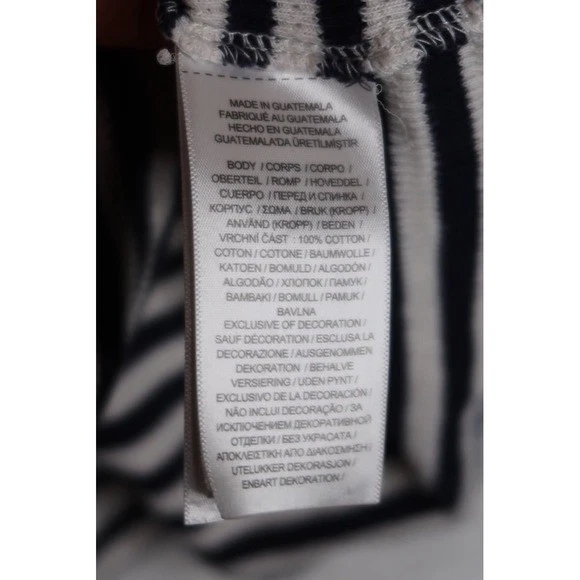 MADE IN GUATEMALA
FABRIQUÉ AU GUATEMALA
HECHO EN GUATEMALA
GUATEMALA'DA ÜRETİLMİŞTİR
BODY / CORPS / CORPO /
OBERTEIL / ROMP / HOVEDDEL /
CUERPO / ПЕРЕД И СПИНКА /
КОРПУС / ΣΩΜΑ / BRUK (KROPP) /
ANVÄND (KROPP) / BEDEN /
VRCHNÍ ČÁST : 100% COTTON /
COTON / COTONE / BAUMWOLLE /
KATOEN / BOMULD / ALGODÓN /
ALGODÃO / ХЛОПОК / ПАМУК /
BAMBAKI / BOMULL / PAMUK /
BAVLNA
EXCLUSIVE OF DECORATION /
SAUF DÉCORATION / ESCLUSA LA
DECORAZIONE / AUSGENOMMEN
DEKORATION / BEHALVE
VERSIERING / UDEN PYNT /
EXCLUSIVO DE LA DECORACIÓN /
NÃO INCLUI DECORAÇÃO / ЗА
ИСКЛЮЧЕНИЕМ ДЕКОРАТИВНОЙ
ОТДЕЛКИ / БЕЗ УКРАСАТА /
ΑΠΟΚΛΕΙΣΤΙΚΗ ΑΠΟ ΔΙΑΚΟΣΜΗΣΗ /
UTELUKKER DEKORASJON /
ENBART DEKORATION /